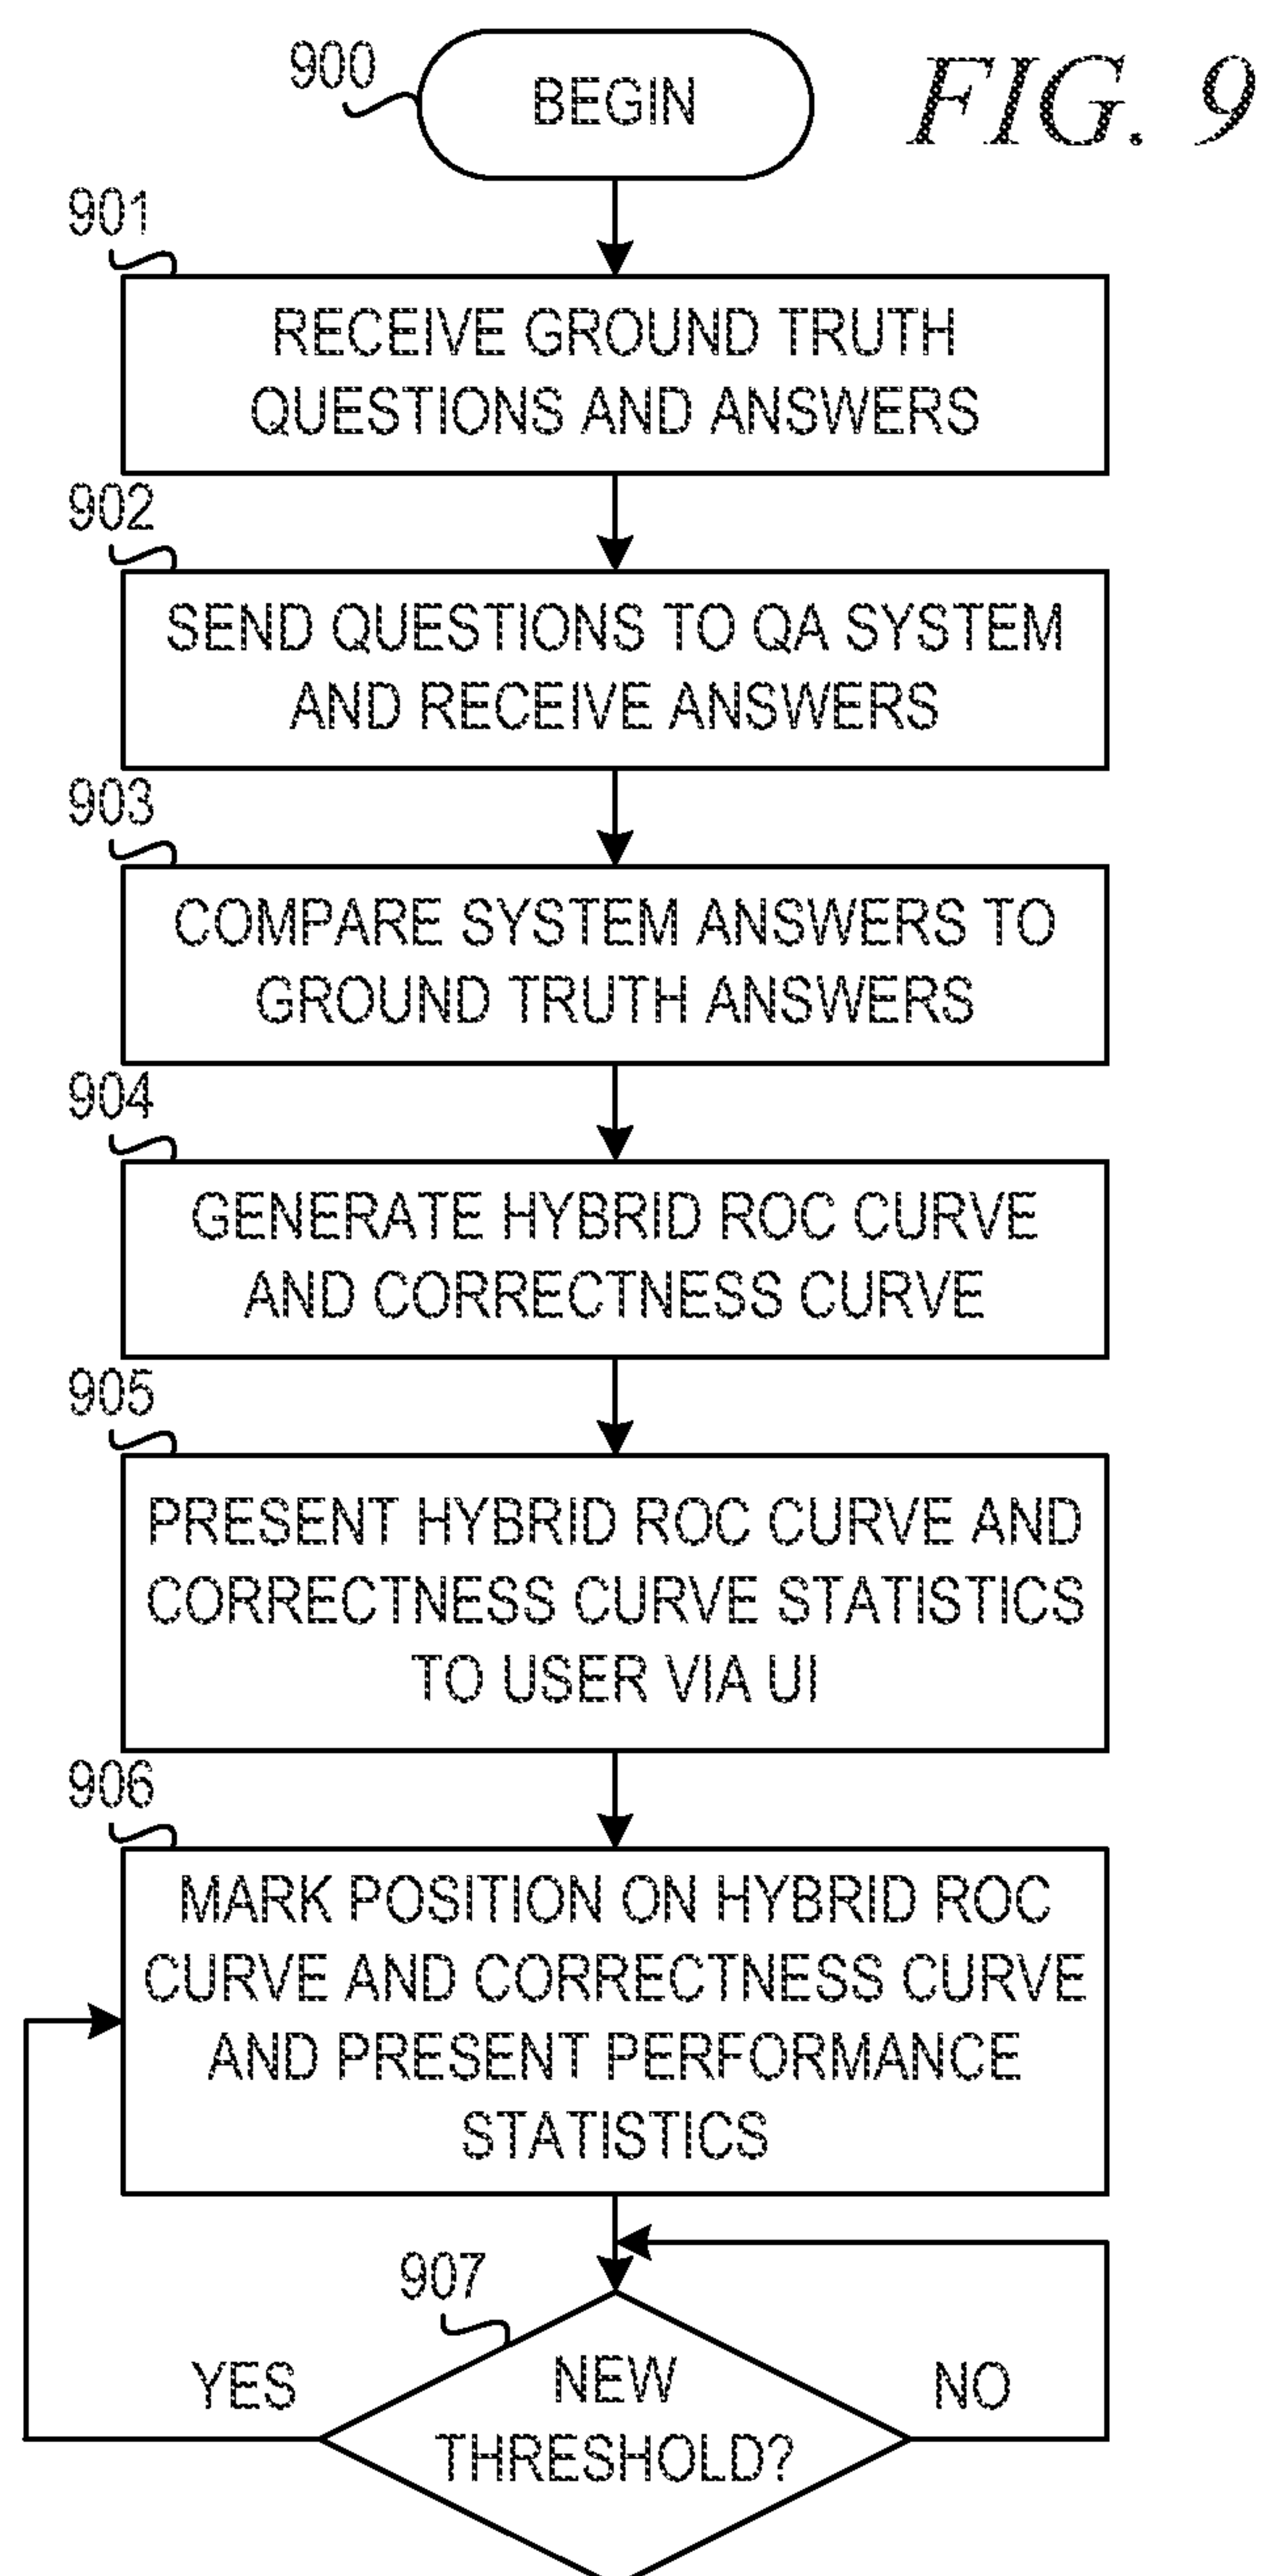 900
BEGIN
FIG. 9
901
RECEIVE GROUND TRUTH
QUESTIONS AND ANSWERS
902
SEND QUESTIONS TO QA SYSTEM
AND RECEIVE ANSWERS
903
COMPARE SYSTEM ANSWERS TO
GROUND TRUTH ANSWERS
904
GENERATE HYBRID ROC CURVE
AND CORRECTNESS CURVE
905
PRESENT HYBRID ROC CURVE AND
CORRECTNESS CURVE STATISTICS
TO USER VIA UI
906
MARK POSITION ON HYBRID ROC
CURVE AND CORRECTNESS CURVE
AND PRESENT PERFORMANCE
STATISTICS
907
YES
NEW
THRESHOLD?
NO